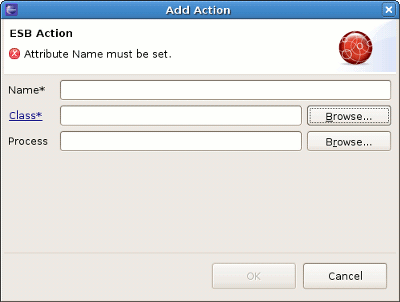 Add Action
ESB Action
Attribute Name must be set.
Name*
Class* Browse...
Process Browse...
OK Cancel